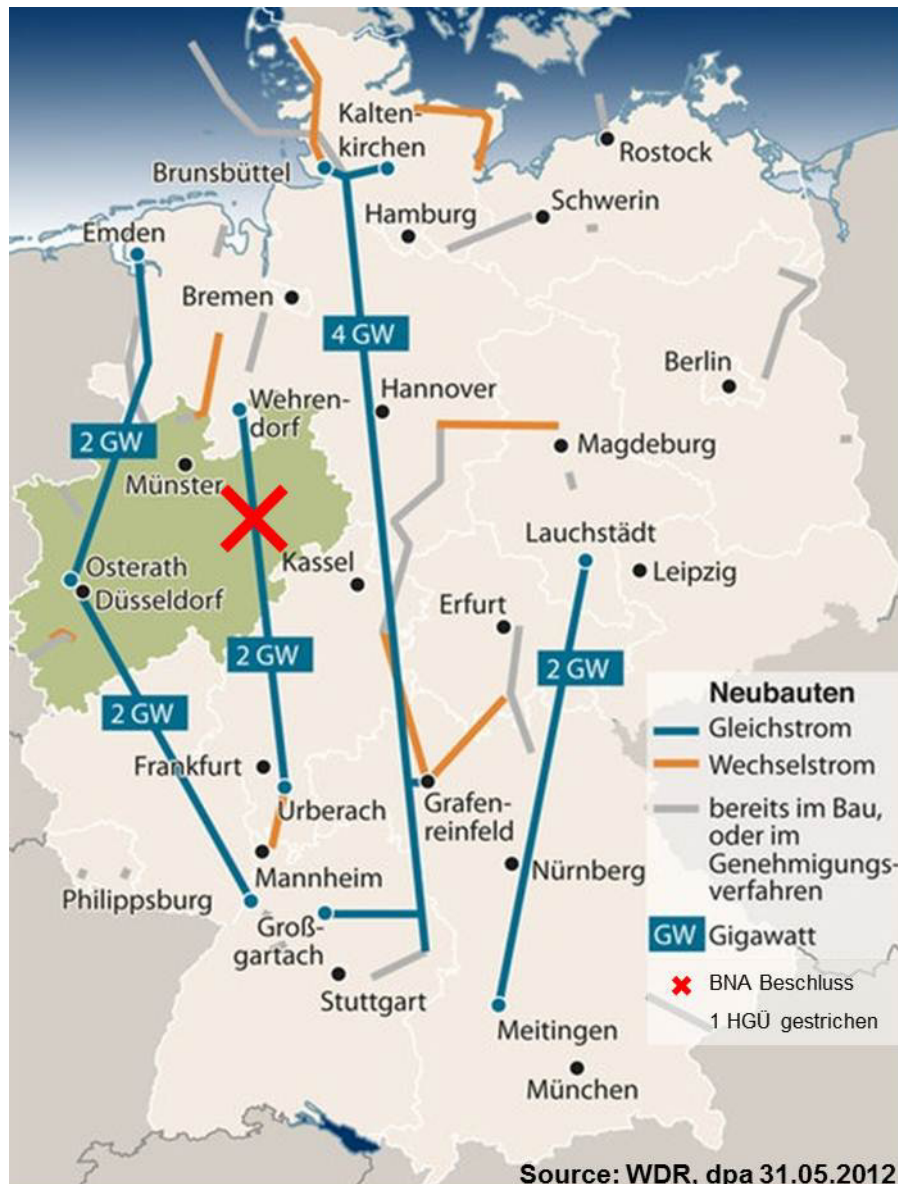 Kalten-
kirchen
Brunsbüttel
Rostock
Schwerin
Hamburg
Emden
Bremen
4 GW
Berlin
Hannover
Wehren-
dorf
2 GW
Magdeburg
Münster
Lauchstädt
Kassel
Osterath
Düsseldorf
Leipzig
Erfurt
2 GW
2 GW
2 GW
Neubauten
Gleichstrom
Wechselstrom
bereits im Bau,
oder im
Genehmigungs-
verfahren
GW Gigawatt
BNA Beschluss
1 HGÜ gestrichen
Frankfurt
Urberach
Grafen-
reinfeld
Nürnberg
Mannheim
Philippsburg
Groß-
gartach
Stuttgart
Meitingen
München
Source: WDR, dpa 31.05.2012